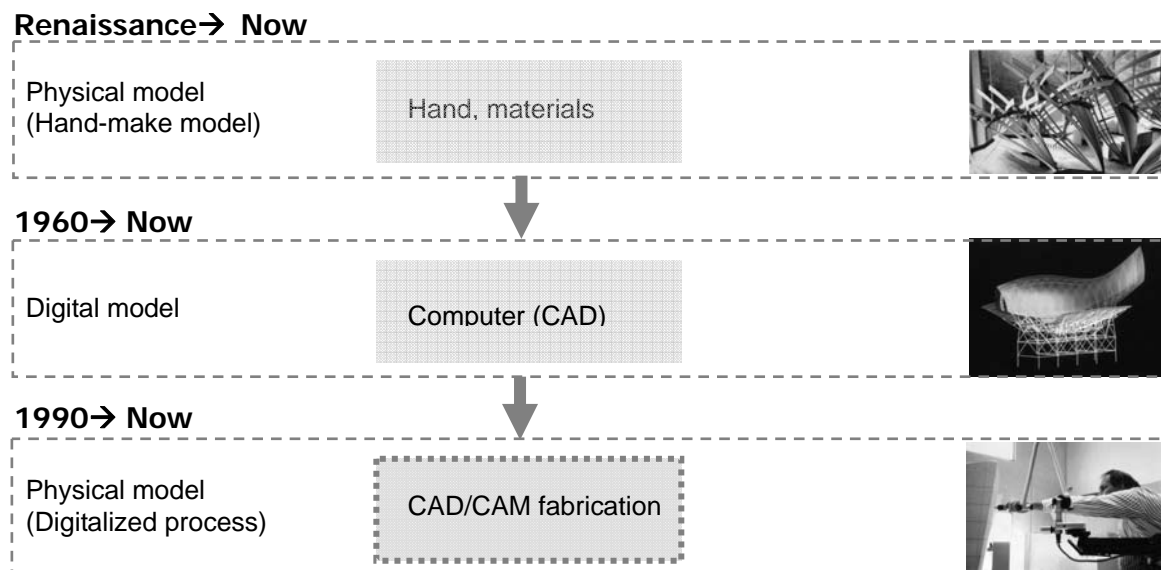 Renaissance→ Now
Physical model
(Hand-make model)
Hand, materials
1960→ Now
Digital model
Computer (CAD)
1990→ Now
Physical model
(Digitalized process)
CAD/CAM fabrication